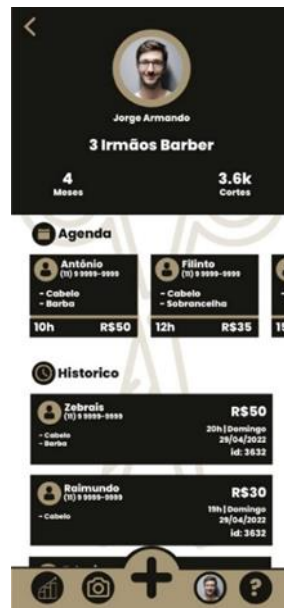 Jorge Armando
3 Irmãos Barber
4
Meses
3.6k
Cortes
Agenda
Antônio
(11) 9 9999-9999
- Cabelo
- Barba
10h R$50
Filinto
(11) 9 9999-9999
- Cabelo
- Sobrancelha
12h R$35
Historico
Zebrais
(11) 9 9999-9999
- Cabelo
- Barba
R$50
20h | Domingo
29/04/2022
id: 3632
Raimundo
(11) 9 9999-9999
- Cabelo
R$30
19h | Domingo
29/04/2022
id: 3632
?